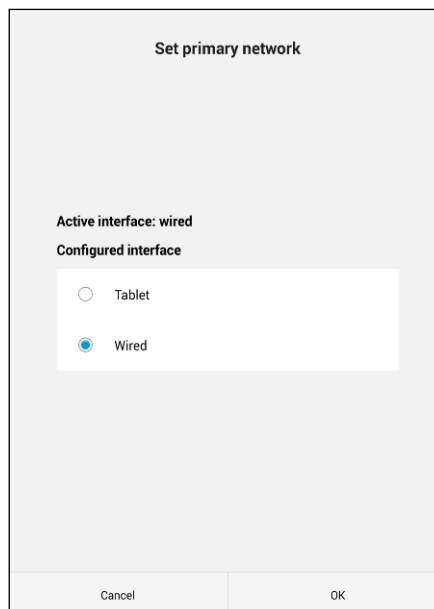 Set primary network
Active interface: wired
Configured interface
Tablet
Wired
Cancel
OK